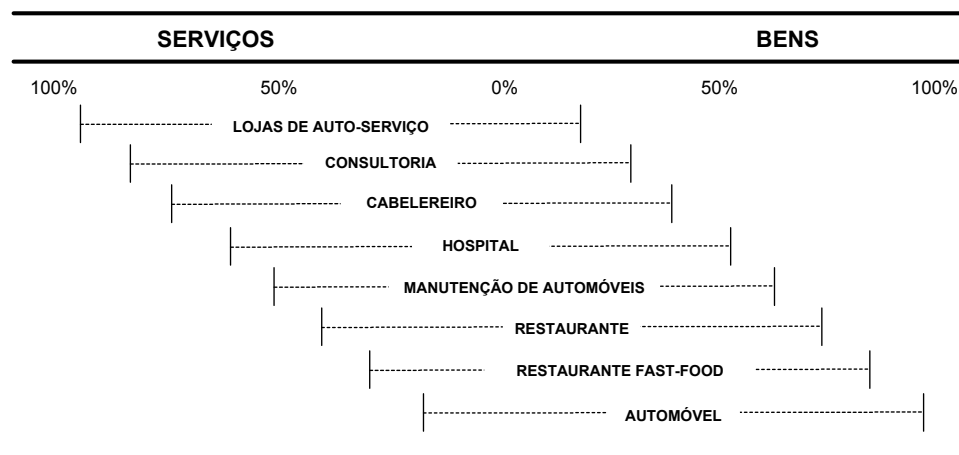 SERVIÇOS BENS
100% 50% 0% 50% 100%
LOJAS DE AUTO-SERVIÇO
CONSULTORIA
CABELEREIRO
HOSPITAL
MANUTENÇÃO DE AUTOMÓVEIS
RESTAURANTE
RESTAURANTE FAST-FOOD
AUTOMÓVEL